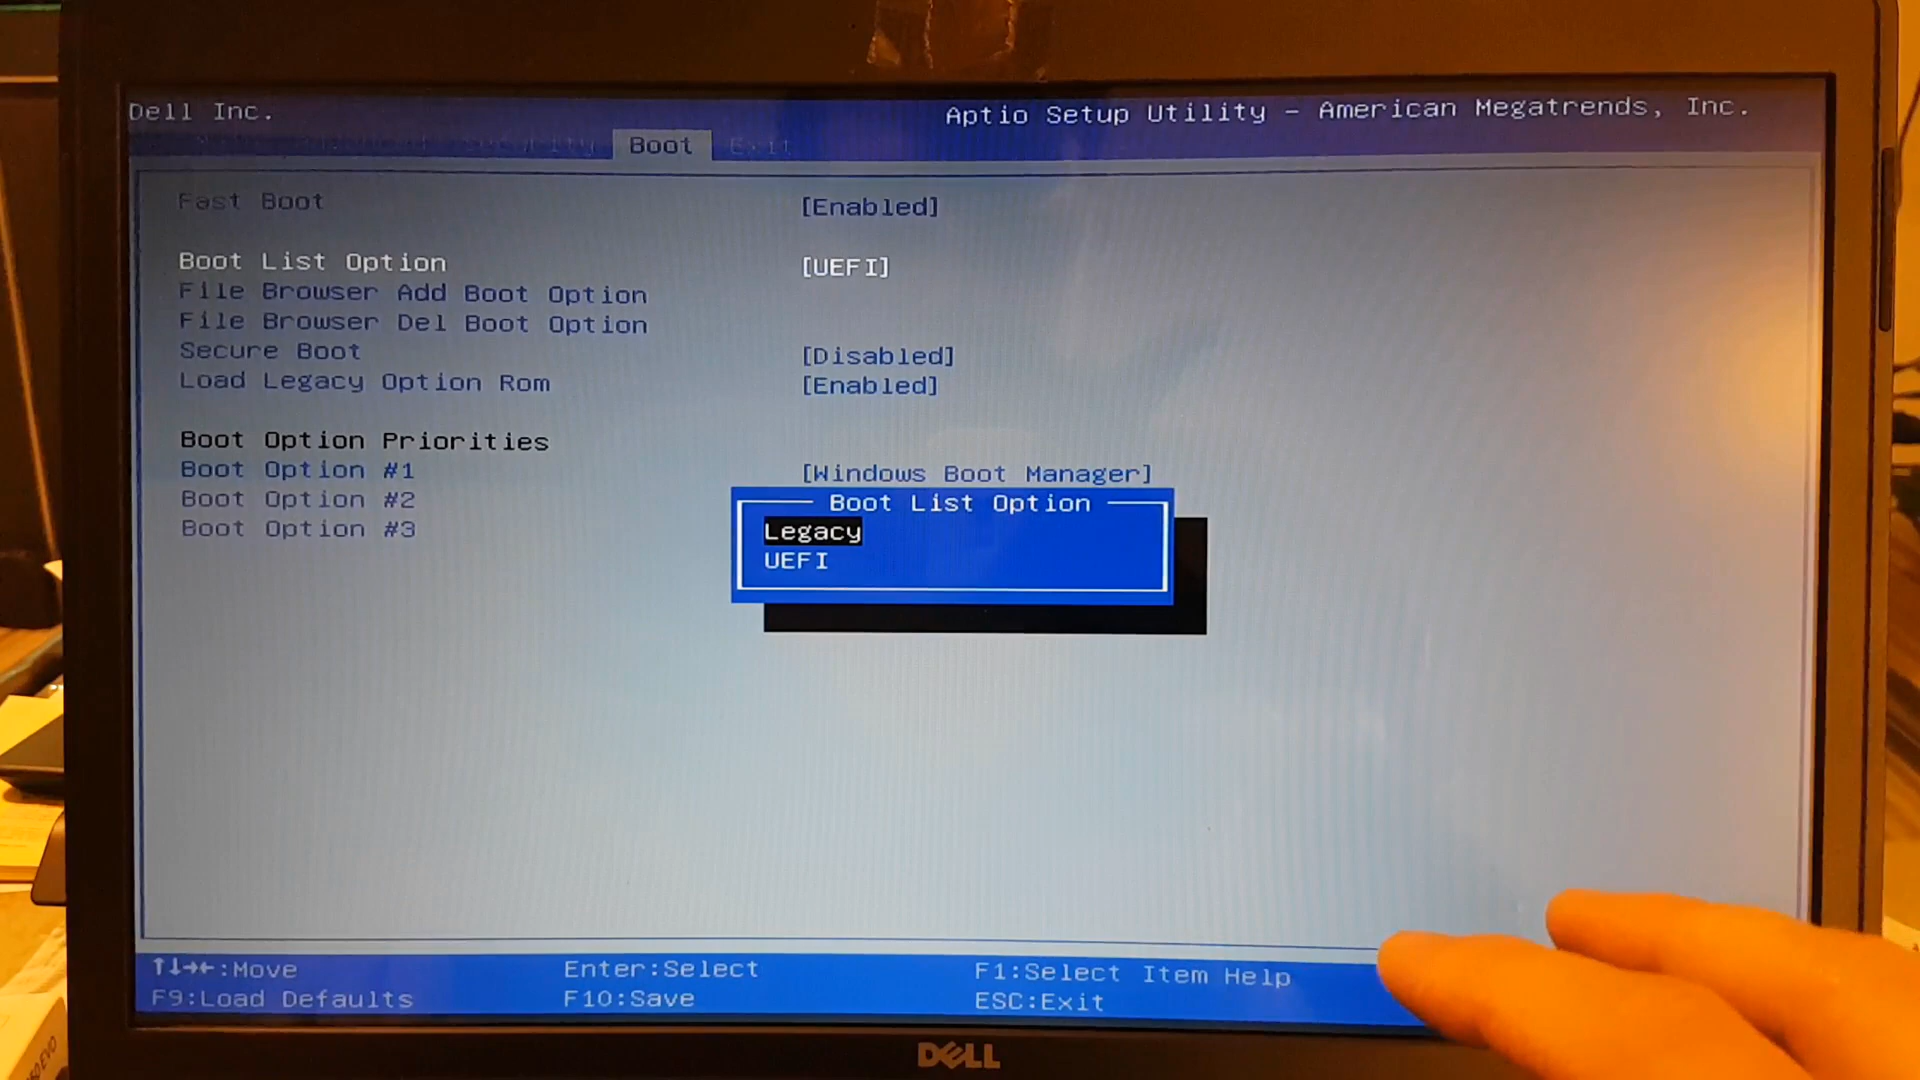 Dell Inc.
Aptio Setup Utility - American Megatrends, Inc.
Boot Exit
Fast Boot [Enabled]
Boot List Option [UEFI]
File Browser Add Boot Option
File Browser Del Boot Option
Secure Boot [Disabled]
Load Legacy Option Rom [Enabled]
Boot Option Priorities
Boot Option #1 [Windows Boot Manager]
Boot Option #2
Boot Option #3
Boot List Option
Legacy
UEFI
↑↓→←:Move Enter:Select F1:Select Item Help
F9:Load Defaults F10:Save ESC:Exit
DELL
EVO